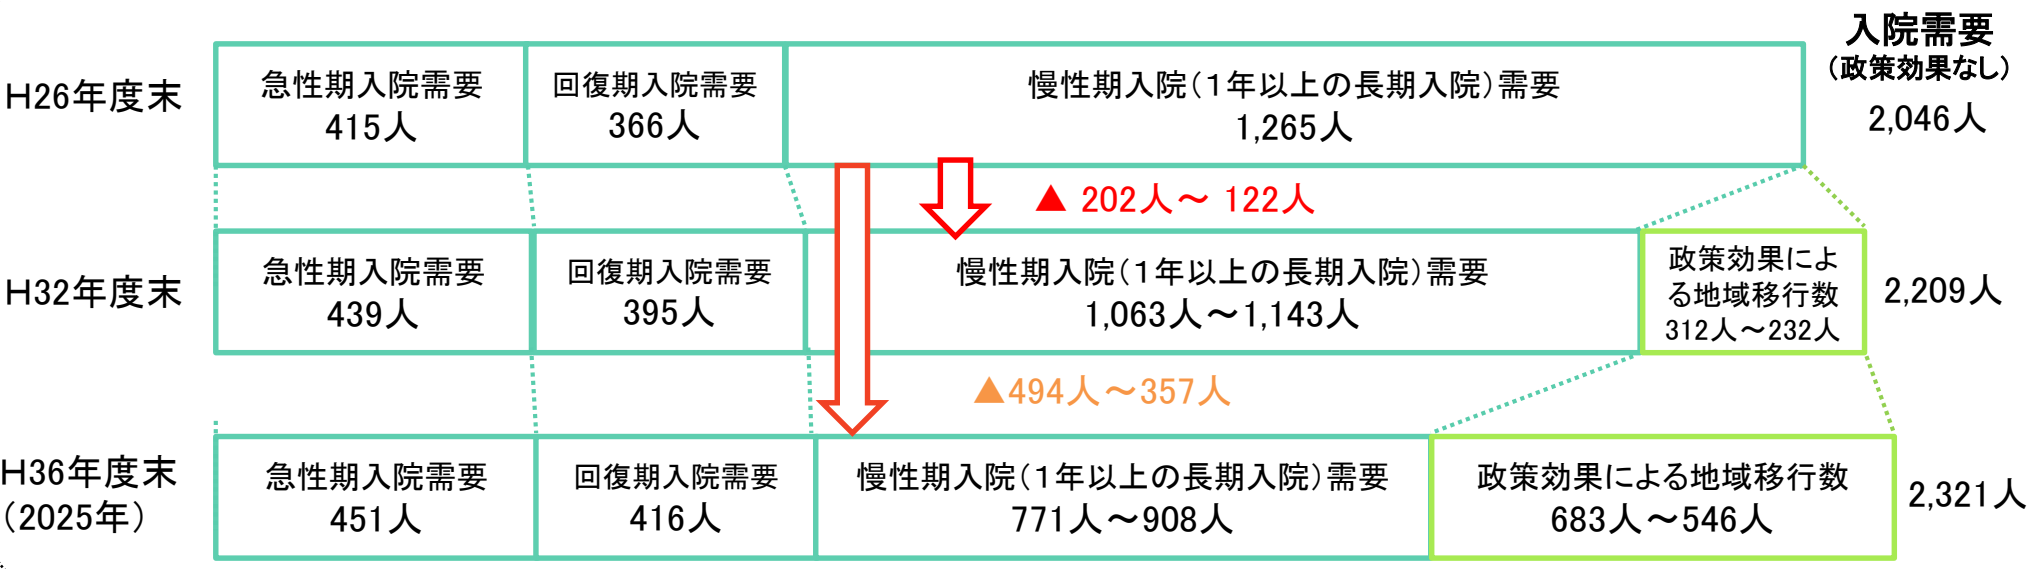 入院需要
（政策効果なし）
H26年度末
急性期入院需要
415人
回復期入院需要
366人
慢性期入院（１年以上の長期入院）需要
1,265人
2,046人
▲ 202人～ 122人
H32年度末
急性期入院需要
439人
回復期入院需要
395人
慢性期入院（１年以上の長期入院）需要
1,063人～1,143人
政策効果によ
る地域移行数
312人～232人
2,209人
▲494人～357人
H36年度末
（2025年）
急性期入院需要
451人
回復期入院需要
416人
慢性期入院（１年以上の長期入院）需要
771人～908人
政策効果による地域移行数
683人～546人
2,321人